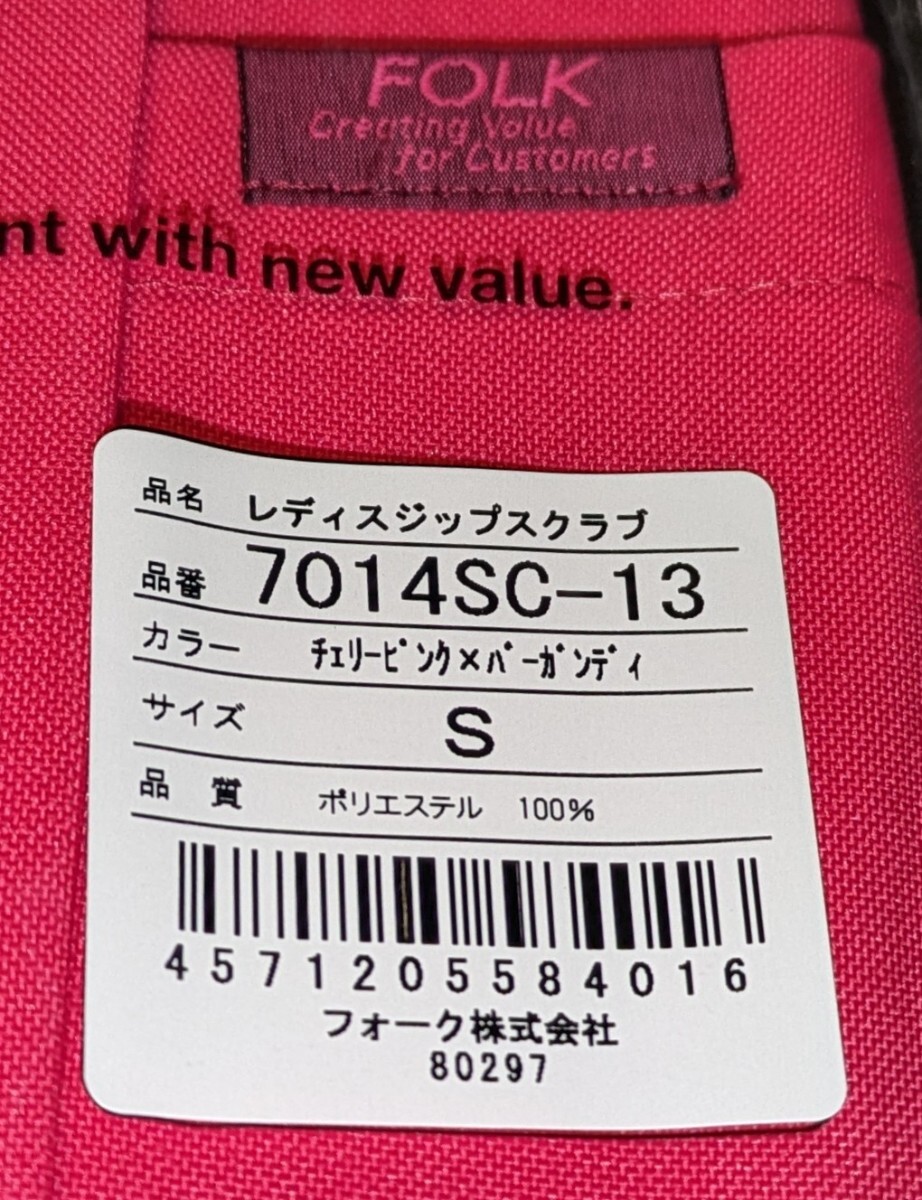 FOLK
Creating Value
for Customers
nt with new value.
品名 レディスジップスクラブ
品番 7014SC-13
カラー ﾁｪﾘｰﾋﾟﾝｸ×ﾊﾞｰｶﾞﾝﾃﾞｨ
サイズ S
品 質 ポリエステル 100%
4571205584016
フォーク株式会社
80297